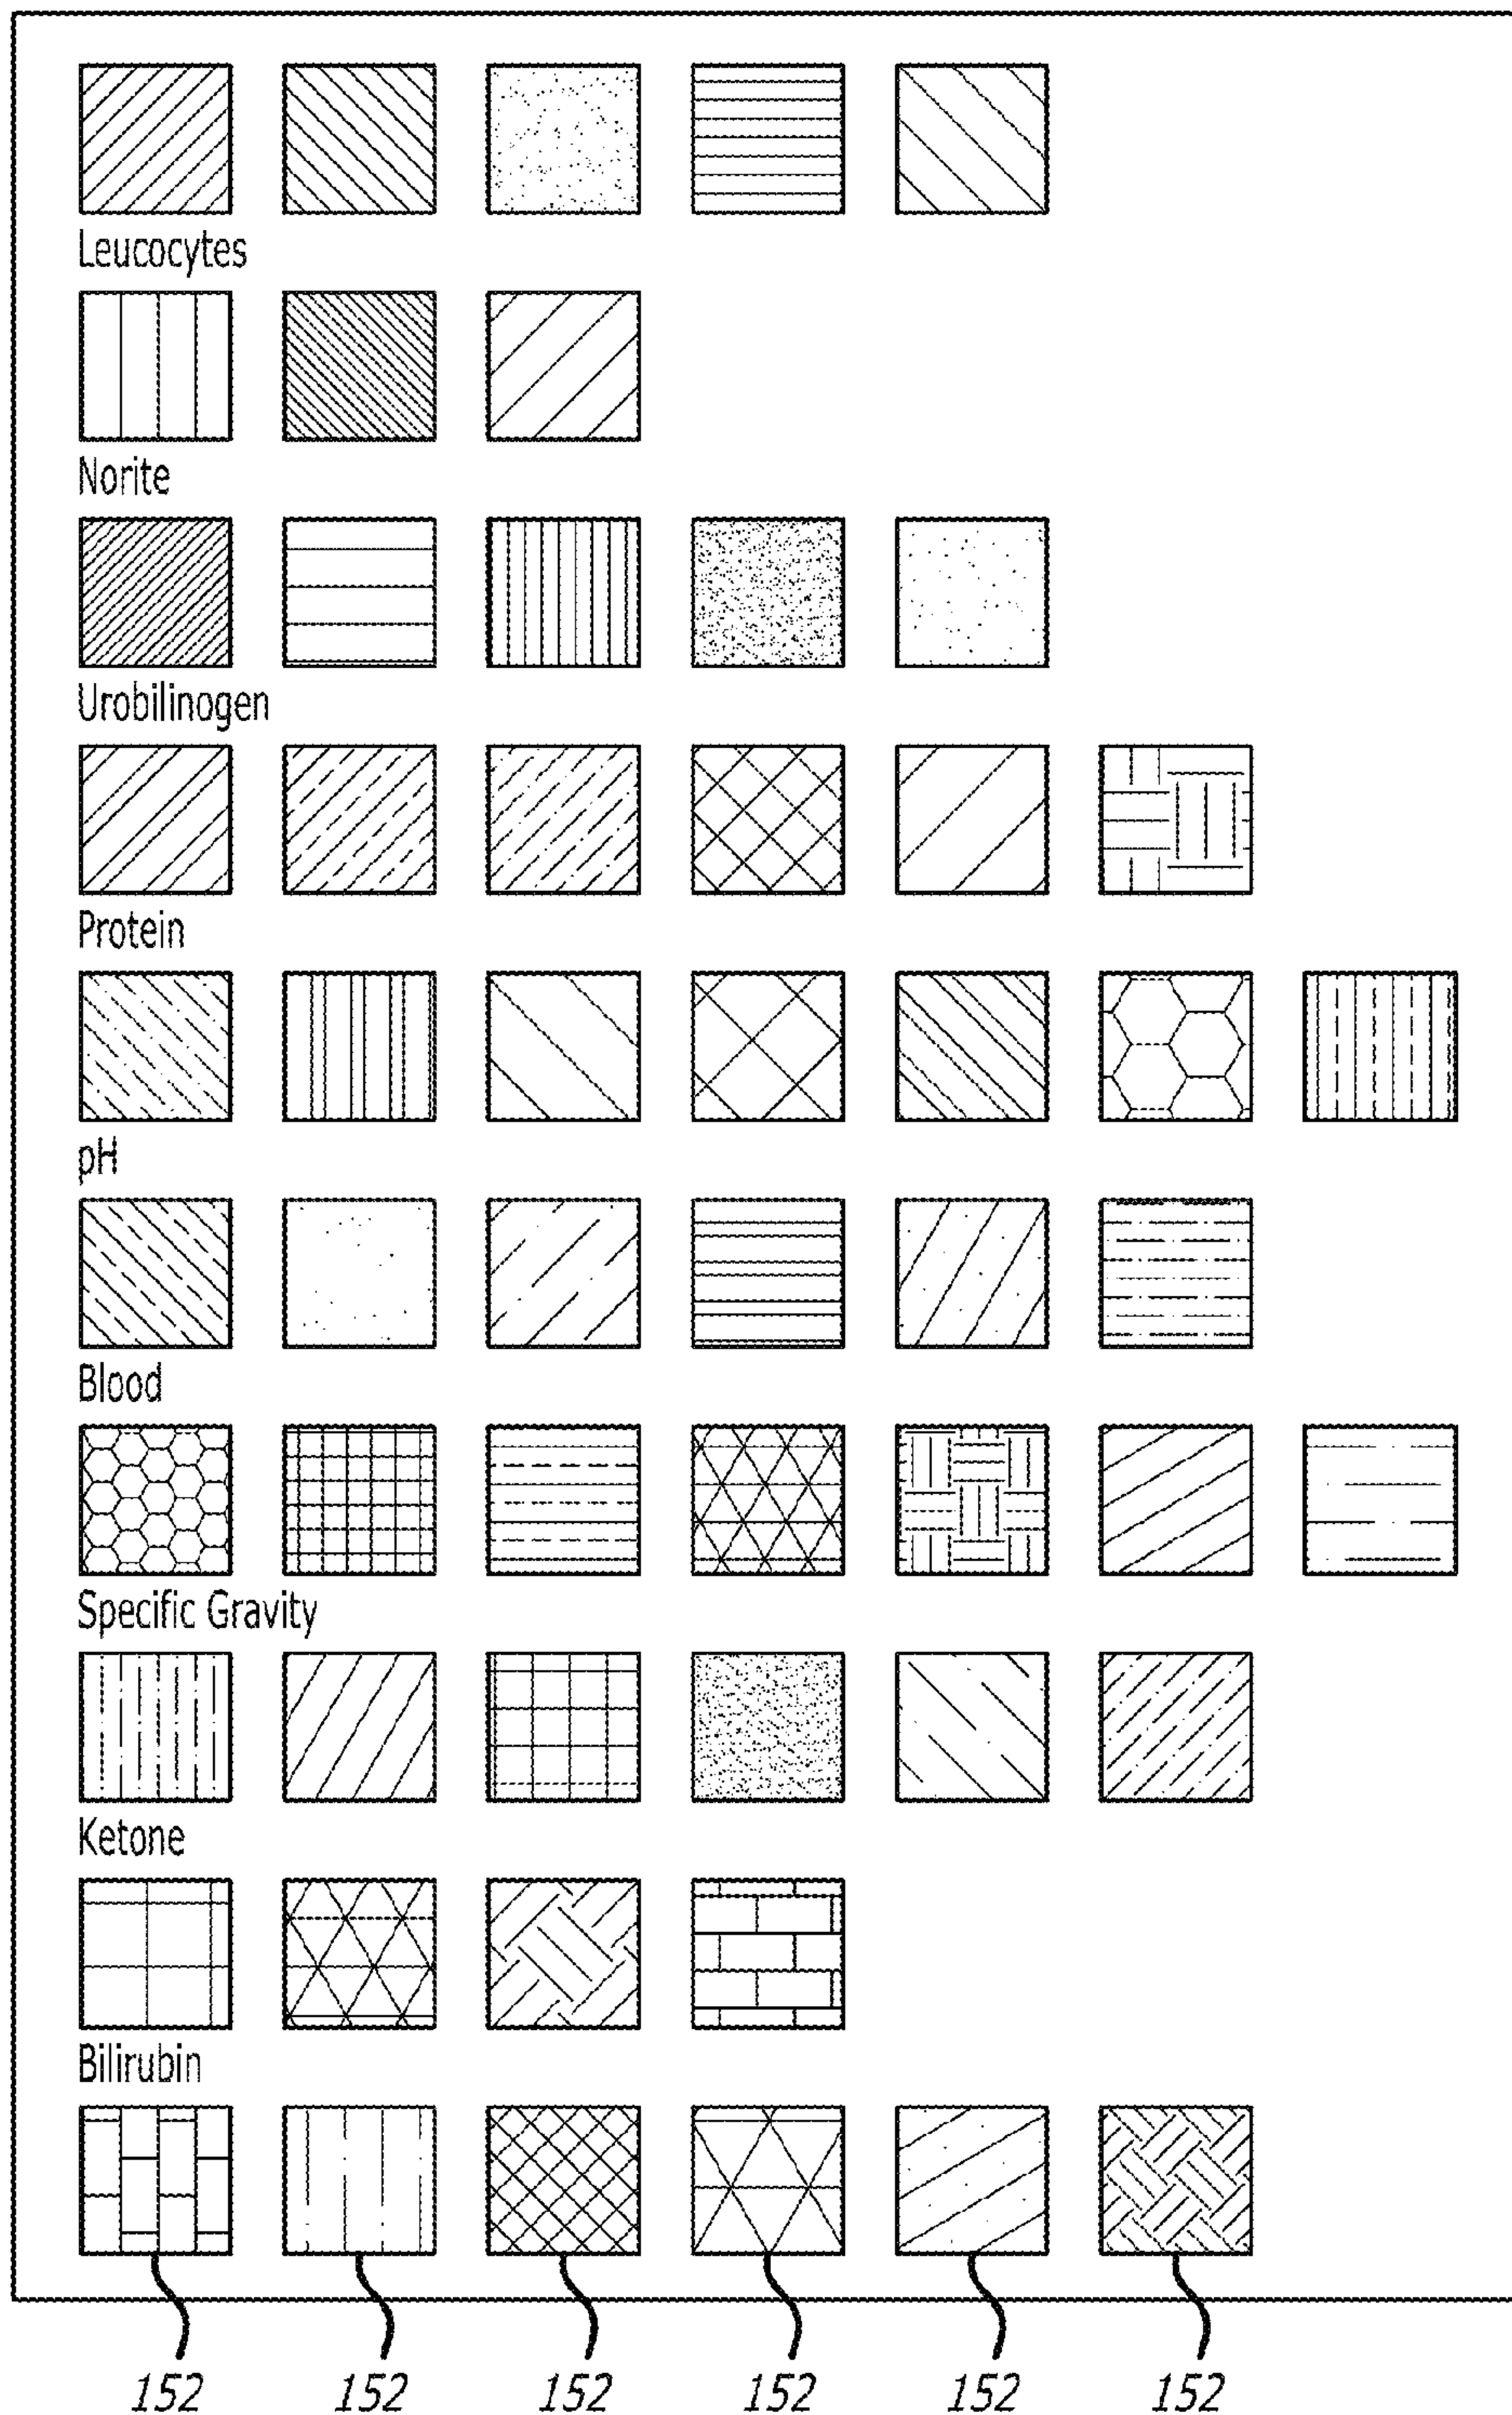 Leucocytes
Norite
Urobilinogen
Protein
pH
Blood
Specific Gravity
Ketone
Bilirubin
152 152 152 152 152 152